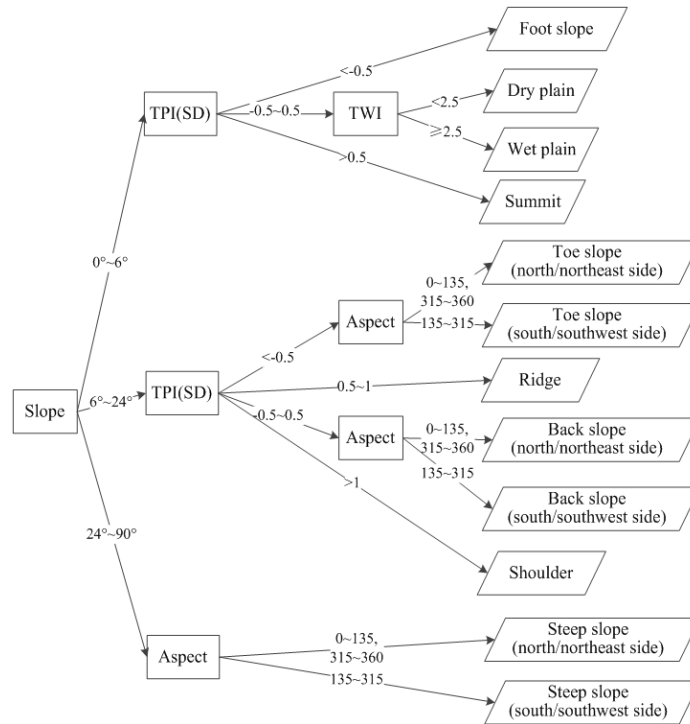 Foot slope
<-0.5
TPI(SD)
-0.5~0.5
TWI
<2.5
Dry plain
≥2.5
Wet plain
>0.5
Summit
0°~6°
Toe slope
(north/northeast side)
0~135,
315~360
Aspect
135~315
Toe slope
(south/southwest side)
<-0.5
Slope
6°~24°
TPI(SD)
0.5~1
Ridge
-0.5~0.5
Aspect
0~135,
315~360
Back slope
(north/northeast side)
135~315
Back slope
(south/southwest side)
>1
Shoulder
24°~90°
Aspect
0~135,
315~360
Steep slope
(north/northeast side)
135~315
Steep slope
(south/southwest side)